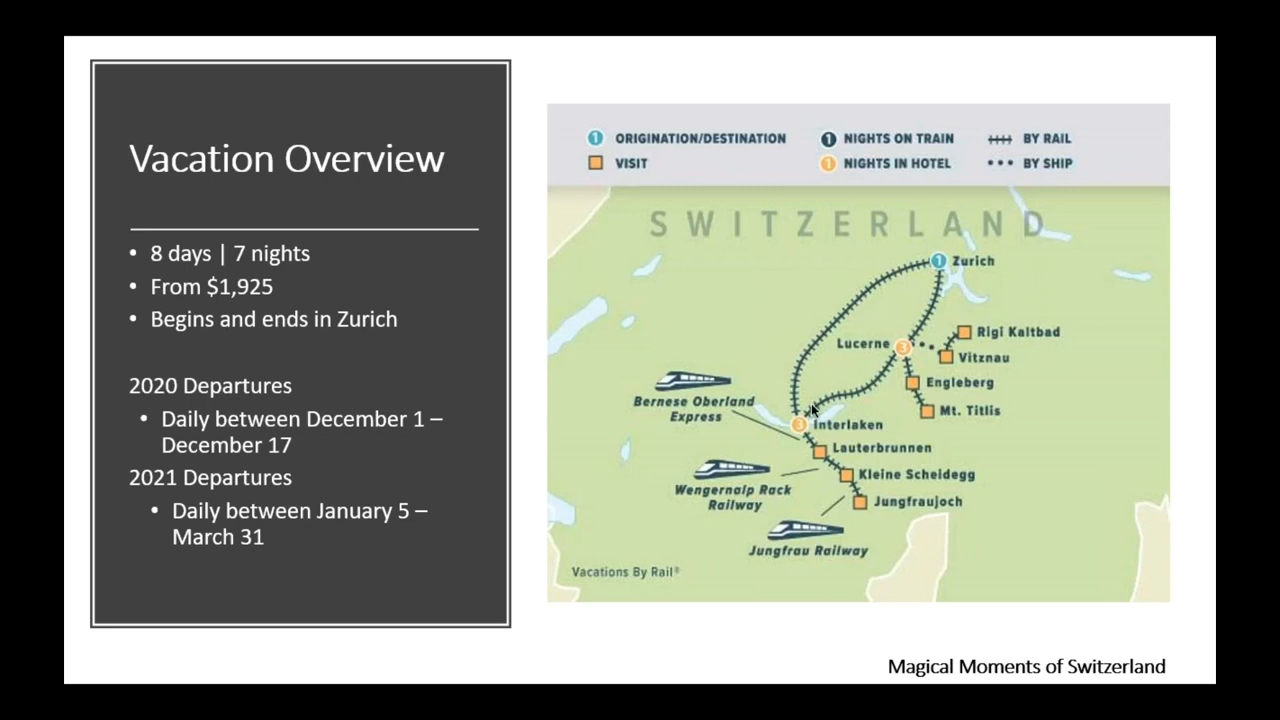 Vacation Overview
• 8 days | 7 nights
• From $1,925
• Begins and ends in Zurich
2020 Departures
• Daily between December 1 –
December 17
2021 Departures
• Daily between January 5 –
March 31
1 ORIGINATION/DESTINATION
1 NIGHTS ON TRAIN
BY RAIL
VISIT
1 NIGHTS IN HOTEL
BY SHIP
SWITZERLAND
1 Zurich
Rigi Kaltbad
Lucerne 3
Vitznau
Engleberg
Mt. Titlis
Bernese Oberland
Express
3 Interlaken
Lauterbrunnen
Kleine Scheidegg
Wengernalp Rack
Railway
Jungfraujoch
Jungfrau Railway
Vacations By Rail®
Magical Moments of Switzerland